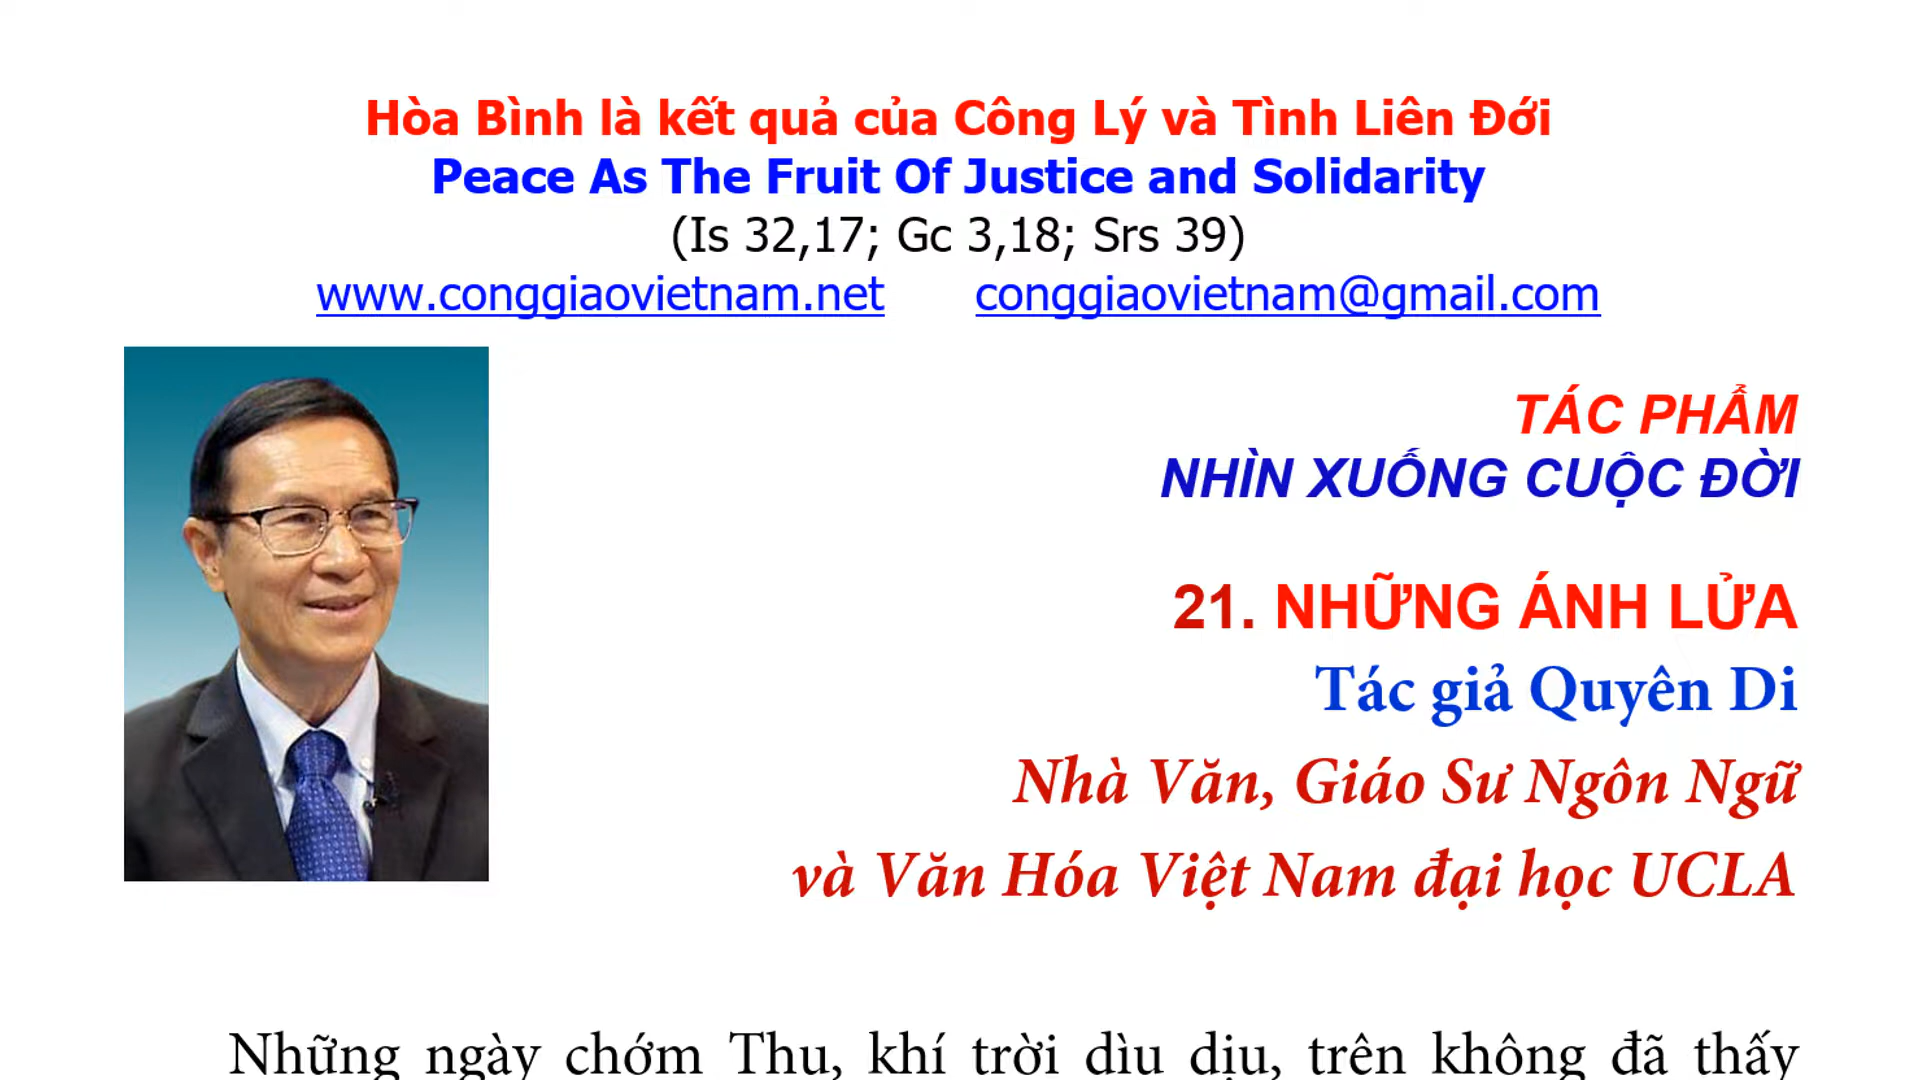 Hòa Bình là kết quả của Công Lý và Tình Liên Đới
Peace As The Fruit Of Justice and Solidarity
(Is 32,17; Gc 3,18; Srs 39)
www.conggiaovietnam.net conggiaovietnam@gmail.com
TÁC PHẨM
NHÌN XUỐNG CUỘC ĐỜI
21. NHỮNG ÁNH LỬA
Tác giả Quyên Di
Nhà Văn, Giáo Sư Ngôn Ngữ
và Văn Hóa Việt Nam đại học UCLA
Những ngày chớm Thu, khí trời dìu dịu, trên không đã thấy